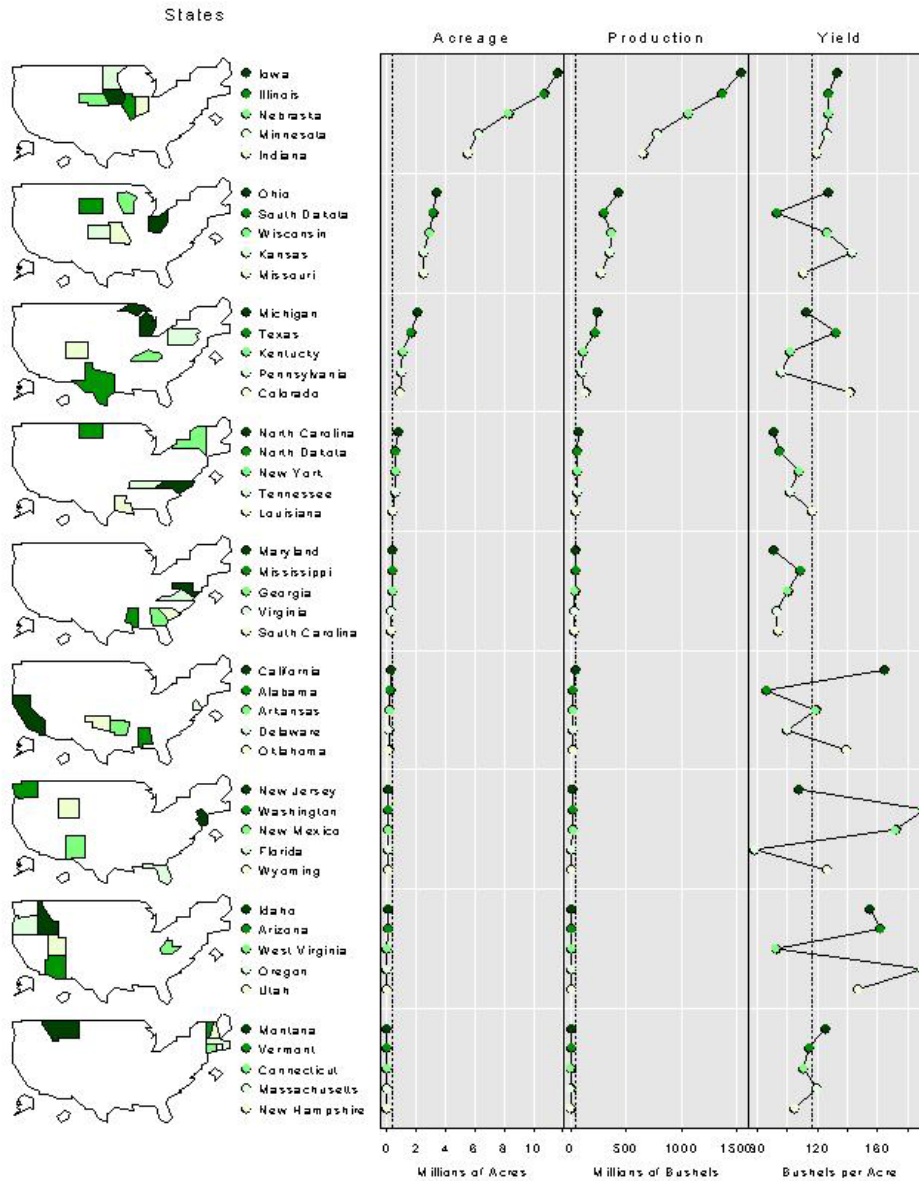 States
Acreage Production Yield
Iowa
Illinois
Nebraska
Minnesota
Indiana
Ohio
South Dakota
Wisconsin
Kansas
Missouri
Michigan
Texas
Kentucky
Pennsylvania
Colorado
North Carolina
North Dakota
New York
Tennessee
Louisiana
Maryland
Mississippi
Georgia
Virginia
South Carolina
California
Alabama
Arkansas
Delaware
Oklahoma
New Jersey
Washington
New Mexico
Florida
Wyoming
Idaho
Arizona
West Virginia
Oregon
Utah
Montana
Vermont
Connecticut
Massachusetts
New Hampshire
0 2 4 6 8 10 0 500 1000 1500 80 120 160
Millions of Acres Millions of Bushels Bushels per Acre